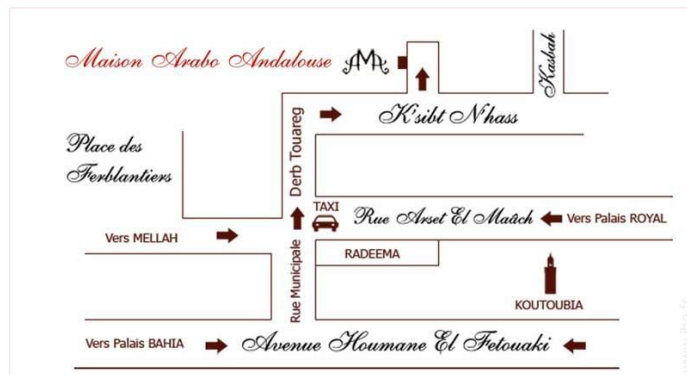 Maison Arabo Andalouse
Kasbah
K'sibt N'hass
Derb Touareg
Place des
Ferblantiers
TAXI
Rue Arset El Maâch
Vers Palais ROYAL
Vers MELLAH
RADEEMA
Rue Municipale
KOUTOUBIA
Vers Palais BAHIA
Avenue Houmane El Fetouaki